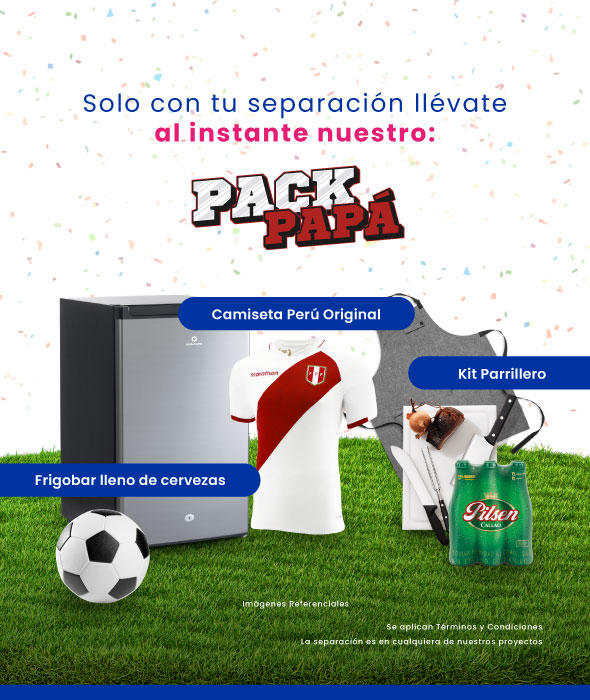 Solo con tu separación llévate
al instante nuestro:
PACK
PAPÁ
Camiseta Perú Original
marathon
Kit Parrillero
Frigobar lleno de cervezas
Pilsen
CALLAO
Imágenes Referenciales
Se aplican Términos y Condiciones
La separación es en cualquiera de nuestros proyectos